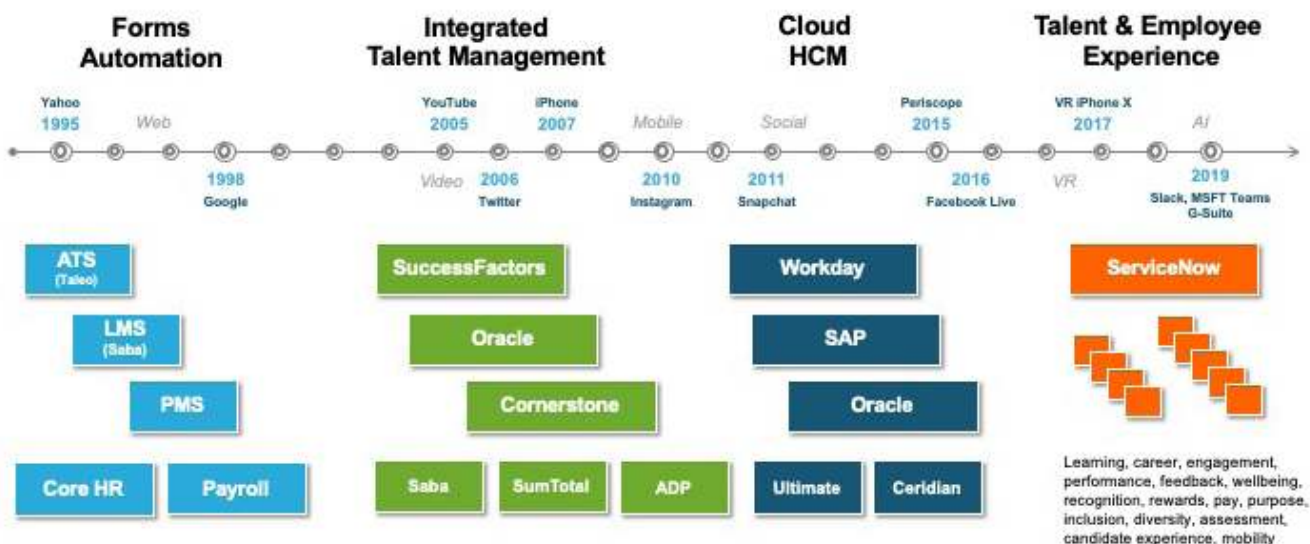 Forms
Automation
Integrated
Talent Management
Cloud
HCM
Talent & Employee
Experience
Yahoo
1995
Web
YouTube
2005
iPhone
2007
Mobile
Social
Periscope
2015
VR iPhone X
2017
AI
1998
Google
Video
2006
Twitter
2010
Instagram
2011
Snapchat
2016
Facebook Live
VR
2019
Slack, MSFT Teams
G-Suite
ATS
(Taleo)
SuccessFactors
Workday
ServiceNow
LMS
(Saba)
Oracle
SAP
PMS
Cornerstone
Oracle
Core HR
Payroll
Saba
SumTotal
ADP
Ultimate
Ceridian
Learning, career, engagement,
performance, feedback, wellbeing,
recognition, rewards, pay, purpose,
inclusion, diversity, assessment,
candidate experience, mobility